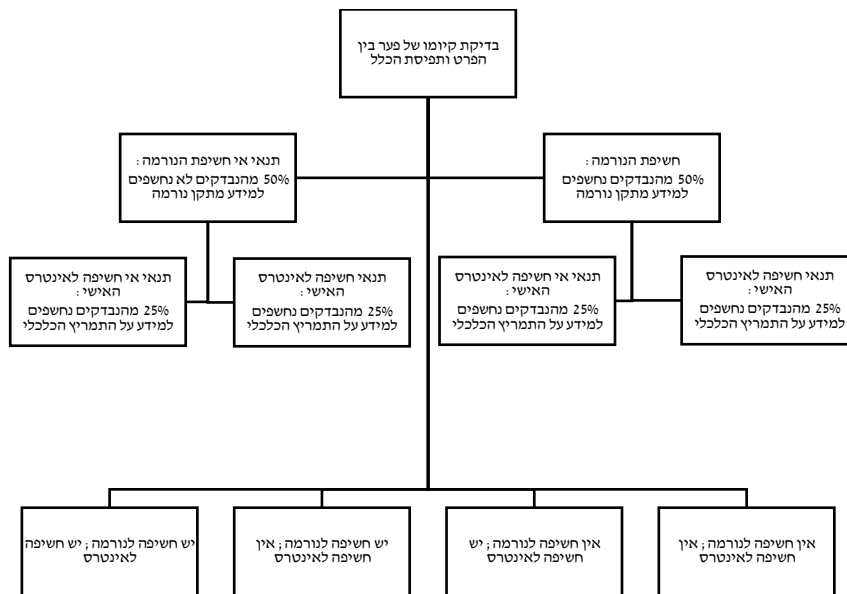 בדיקת קיומו של פער בין
הפרט ותפיסת הכלל
חשיפת הנורמה :
50% מהנבדקים נחשפים
למידע מתקן נורמה
תנאי אי חשיפת הנורמה :
50% מהנבדקים לא נחשפים
למידע מתקן נורמה
תנאי חשיפה לאינטרס
האישי :
25% מהנבדקים נחשפים
למידע על התמריץ הכלכלי
תנאי אי חשיפה לאינטרס
האישי :
25% מהנבדקים נחשפים
למידע על התמריץ הכלכלי
תנאי חשיפה לאינטרס
האישי :
25% מהנבדקים נחשפים
למידע על התמריץ הכלכלי
תנאי אי חשיפה לאינטרס
האישי :
25% מהנבדקים נחשפים
למידע על התמריץ הכלכלי
אין חשיפה לנורמה ; אין
חשיפה לאינטרס
אין חשיפה לנורמה ; יש
חשיפה לאינטרס
יש חשיפה לנורמה ; אין
חשיפה לאינטרס
יש חשיפה לנורמה ; יש חשיפה
לאינטרס